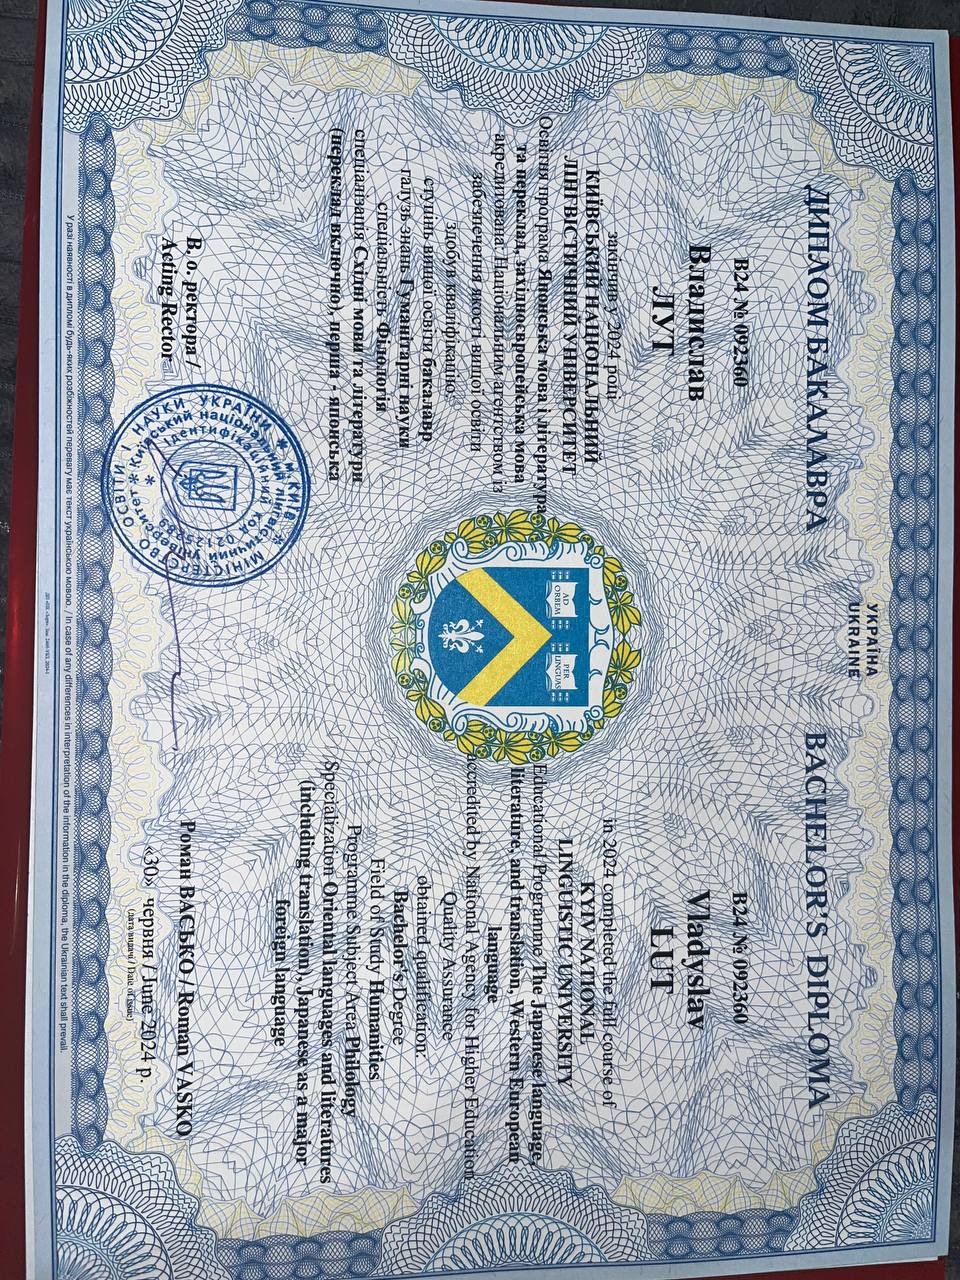 УКРАЇНА
UKRAINE
ДИПЛОМ БАКАЛАВРА
B24 № 092360
Владислав
ЛУТ
закінчив у 2024 році
КИЇВСЬКИЙ НАЦІОНАЛЬНИЙ
ЛІНГВІСТИЧНИЙ УНІВЕРСИТЕТ
Освітня програма Японська мова і література
та переклад, західноєвропейська мова
акредитована Національним агентством із
забезпечення якості вищої освіти
здобув кваліфікацію:
ступінь вищої освіти бакалавр
галузь знань Гуманітарні науки
спеціальність Філологія
спеціалізація Східні мови та літератури
(переклад включно), перша - японська
В.о. ректора /
Acting Rector
МІНІСТЕРСТВО ОСВІТИ І НАУКИ УКРАЇНИ * м. КИЇВ *
Київський національний лінгвістичний університет *
Ідентифікаційний код
02125289
AD
ORBEM
PER
LINGUAS
BACHELOR'S DIPLOMA
B24 № 092360
Vladyslav
LUT
in 2024 completed the full course of
KYIV NATIONAL
LINGUISTIC UNIVERSITY
Educational Programme The Japanese language,
literature, and translation, Western European
language
accredited by National Agency for Higher Education
Quality Assurance
obtained qualification:
Bachelor's Degree
Field of Study Humanities
Programme Subject Area Philology
Specialization Oriental languages and literatures
(including translation), Japanese as a major
foreign language
Роман ВАСЬКО / Roman VASKO
«30» червня / June 2024 р.
(дата видачі / Date of Issue)
У разі наявності в дипломі будь-яких розбіжностей перевагу має текст українською мовою. / In case of any differences in interpretation of the information in the diploma, the Ukrainian text shall prevail.